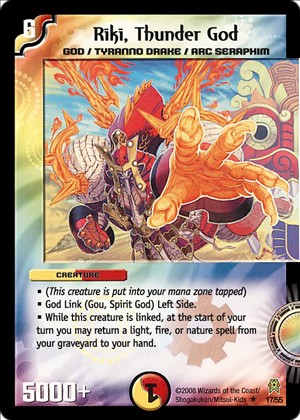 6
Rīkī, Thunder God
GOD / TYRANNO DRAKE / ARC SERAPHIM
CREATURE
▪ (This creature is put into your mana zone tapped)
▪ God Link (Gou, Spirit God) Left Side.
▪ While this creature is linked, at the start of your
turn you may return a light, fire, or nature spell from
your graveyard to your hand.
5000+
1
©2008 Wizards of the Coast/
Shogakukan/Mitsui-Kids ★ 17/55